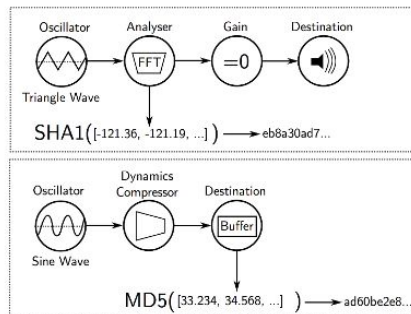 Oscillator Analyser Gain Destination
FFT =0
Triangle Wave
SHA1([-121.36, -121.19, ...]) eb8a30ad7...
Dynamics
Oscillator Compressor Destination
Buffer
Sine Wave
MD5([33.234, 34.568, ...]) ad60be2e8...